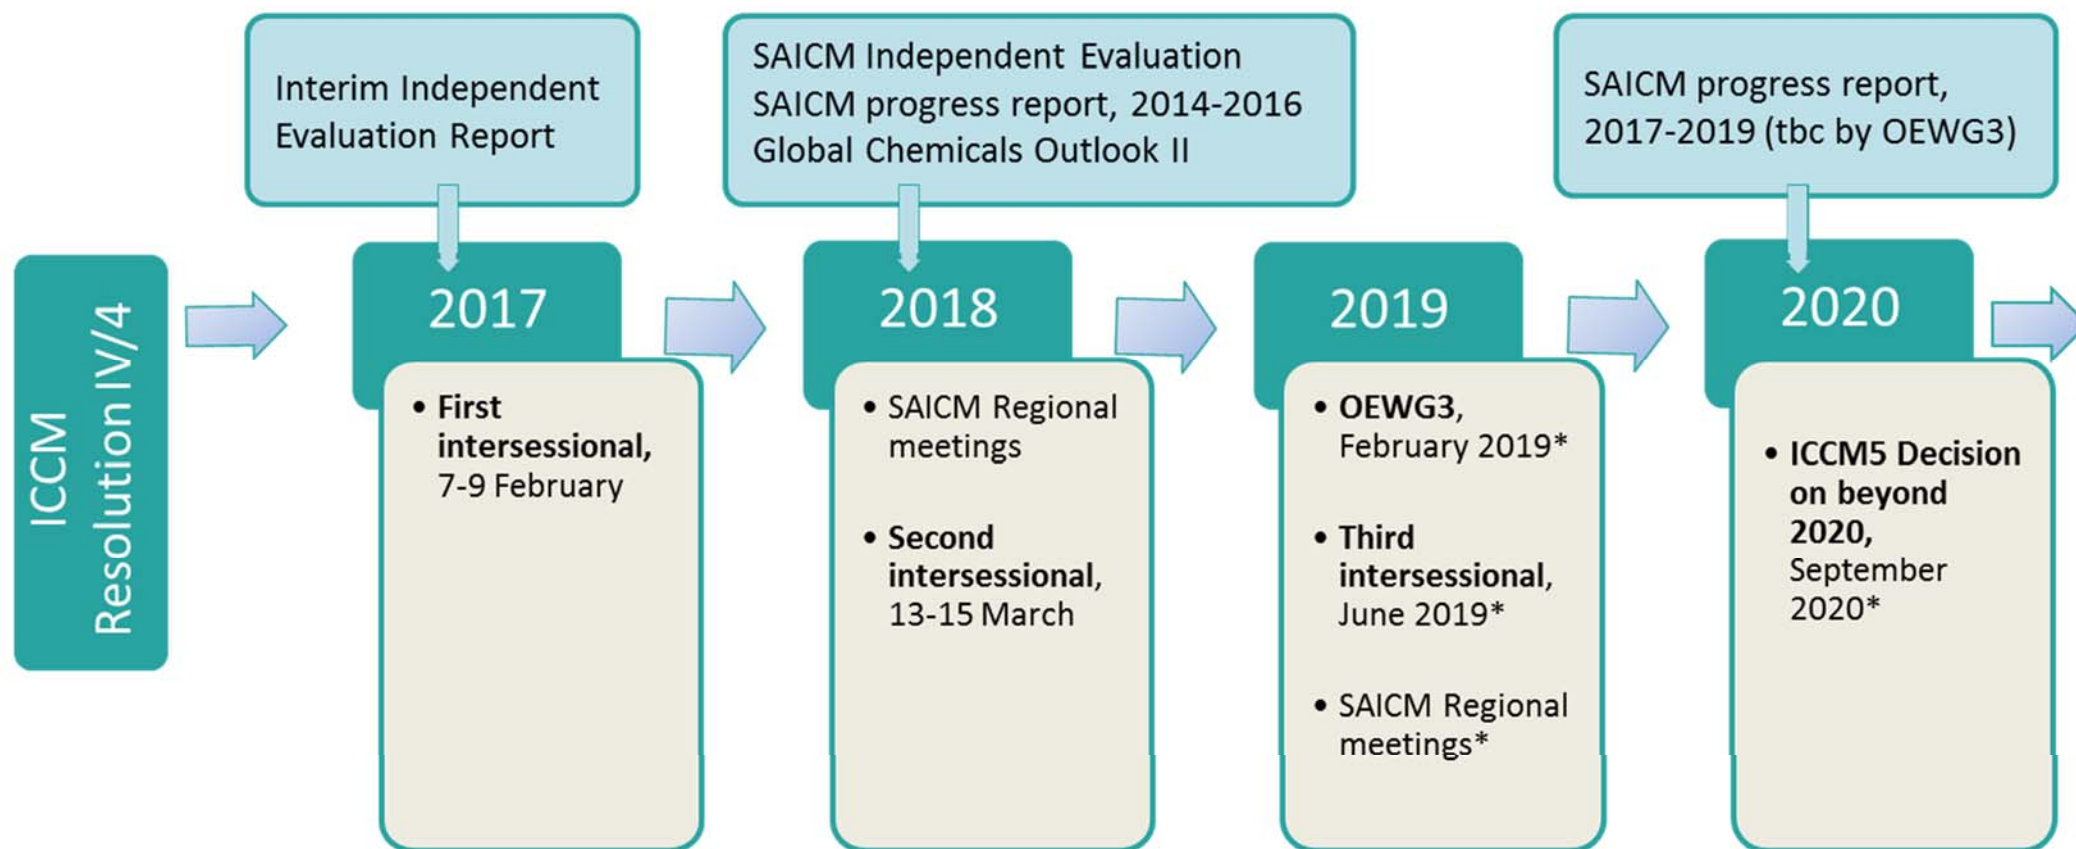 Interim Independent
Evaluation Report
SAICM Independent Evaluation
SAICM progress report, 2014-2016
Global Chemicals Outlook II
SAICM progress report,
2017-2019 (tbc by OEWG3)
ICCM
Resolution IV/4
2017
• First
intersessional,
7-9 February
2018
• SAICM Regional
meetings
• Second
intersessional,
13-15 March
2019
• OEWG3,
February 2019*
• Third
intersessional,
June 2019*
• SAICM Regional
meetings*
2020
• ICCM5 Decision
on beyond
2020,
September
2020*